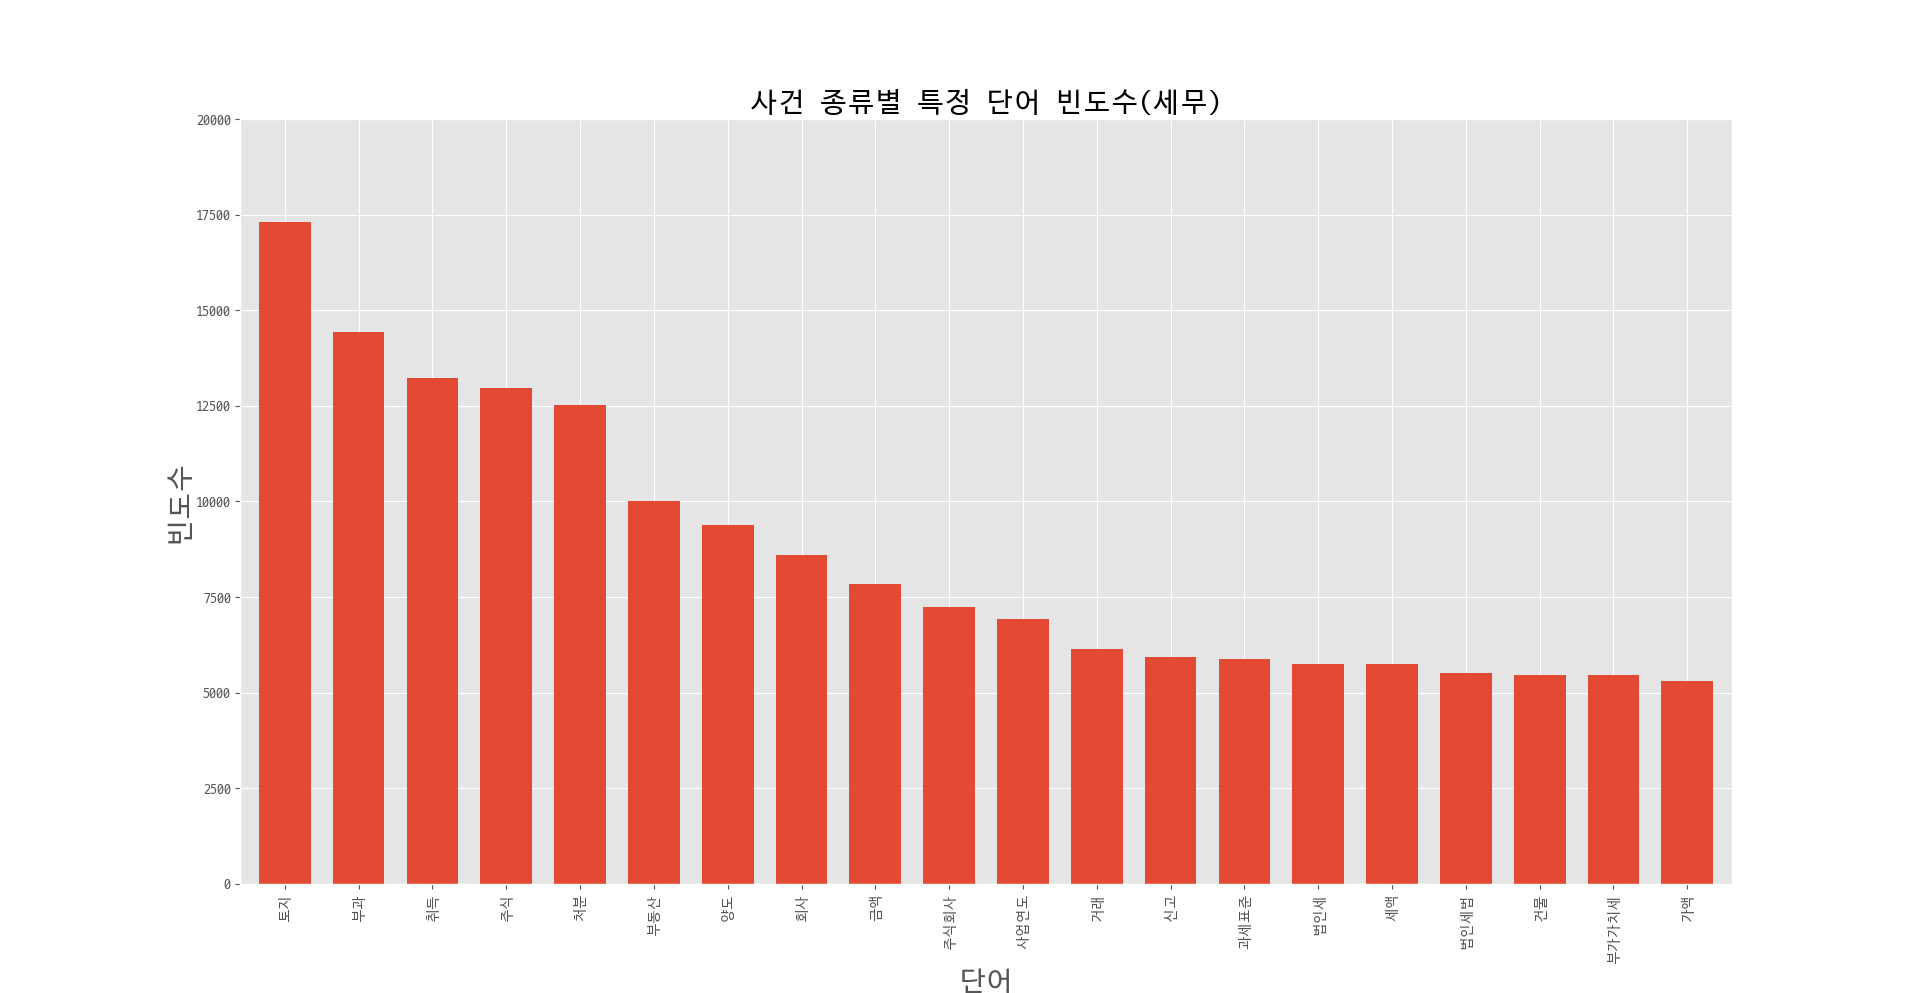 사건 종류별 특정 단어 빈도수(세무)
20000
17500
15000
12500
10000
7500
5000
2500
0
빈도수
토지
부과
취득
주식
처분
부동산
양도
회사
금액
주식회사
사업연도
거래
신고
과세표준
법인세
세액
법인세법
건물
부가가치세
가액
단어